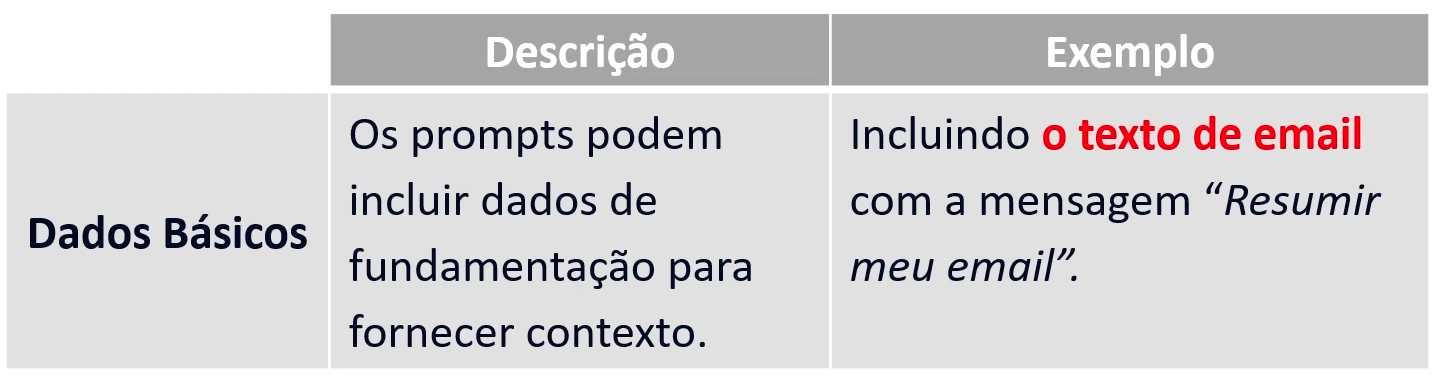 Descrição
Exemplo
Dados Básicos
Os prompts podem
incluir dados de
fundamentação para
fornecer contexto.
Incluindo o texto de email
com a mensagem “Resumir
meu email”.